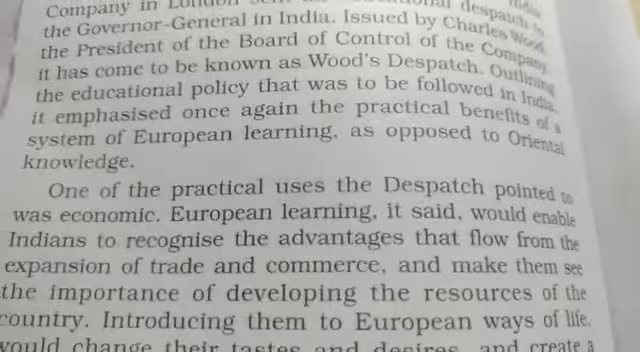 Company in London
despatch to
the Governor-General in India. Issued by Charles Wood,
the President of the Board of Control of the Company,
it has come to be known as Wood's Despatch. Outlining
the educational policy that was to be followed in India,
it emphasised once again the practical benefits of a
system of European learning, as opposed to Oriental
knowledge.
One of the practical uses the Despatch pointed to
was economic. European learning, it said, would enable
Indians to recognise the advantages that flow from the
expansion of trade and commerce, and make them see
the importance of developing the resources of the
country. Introducing them to European ways of life,
would change their tastes and desires, and create a